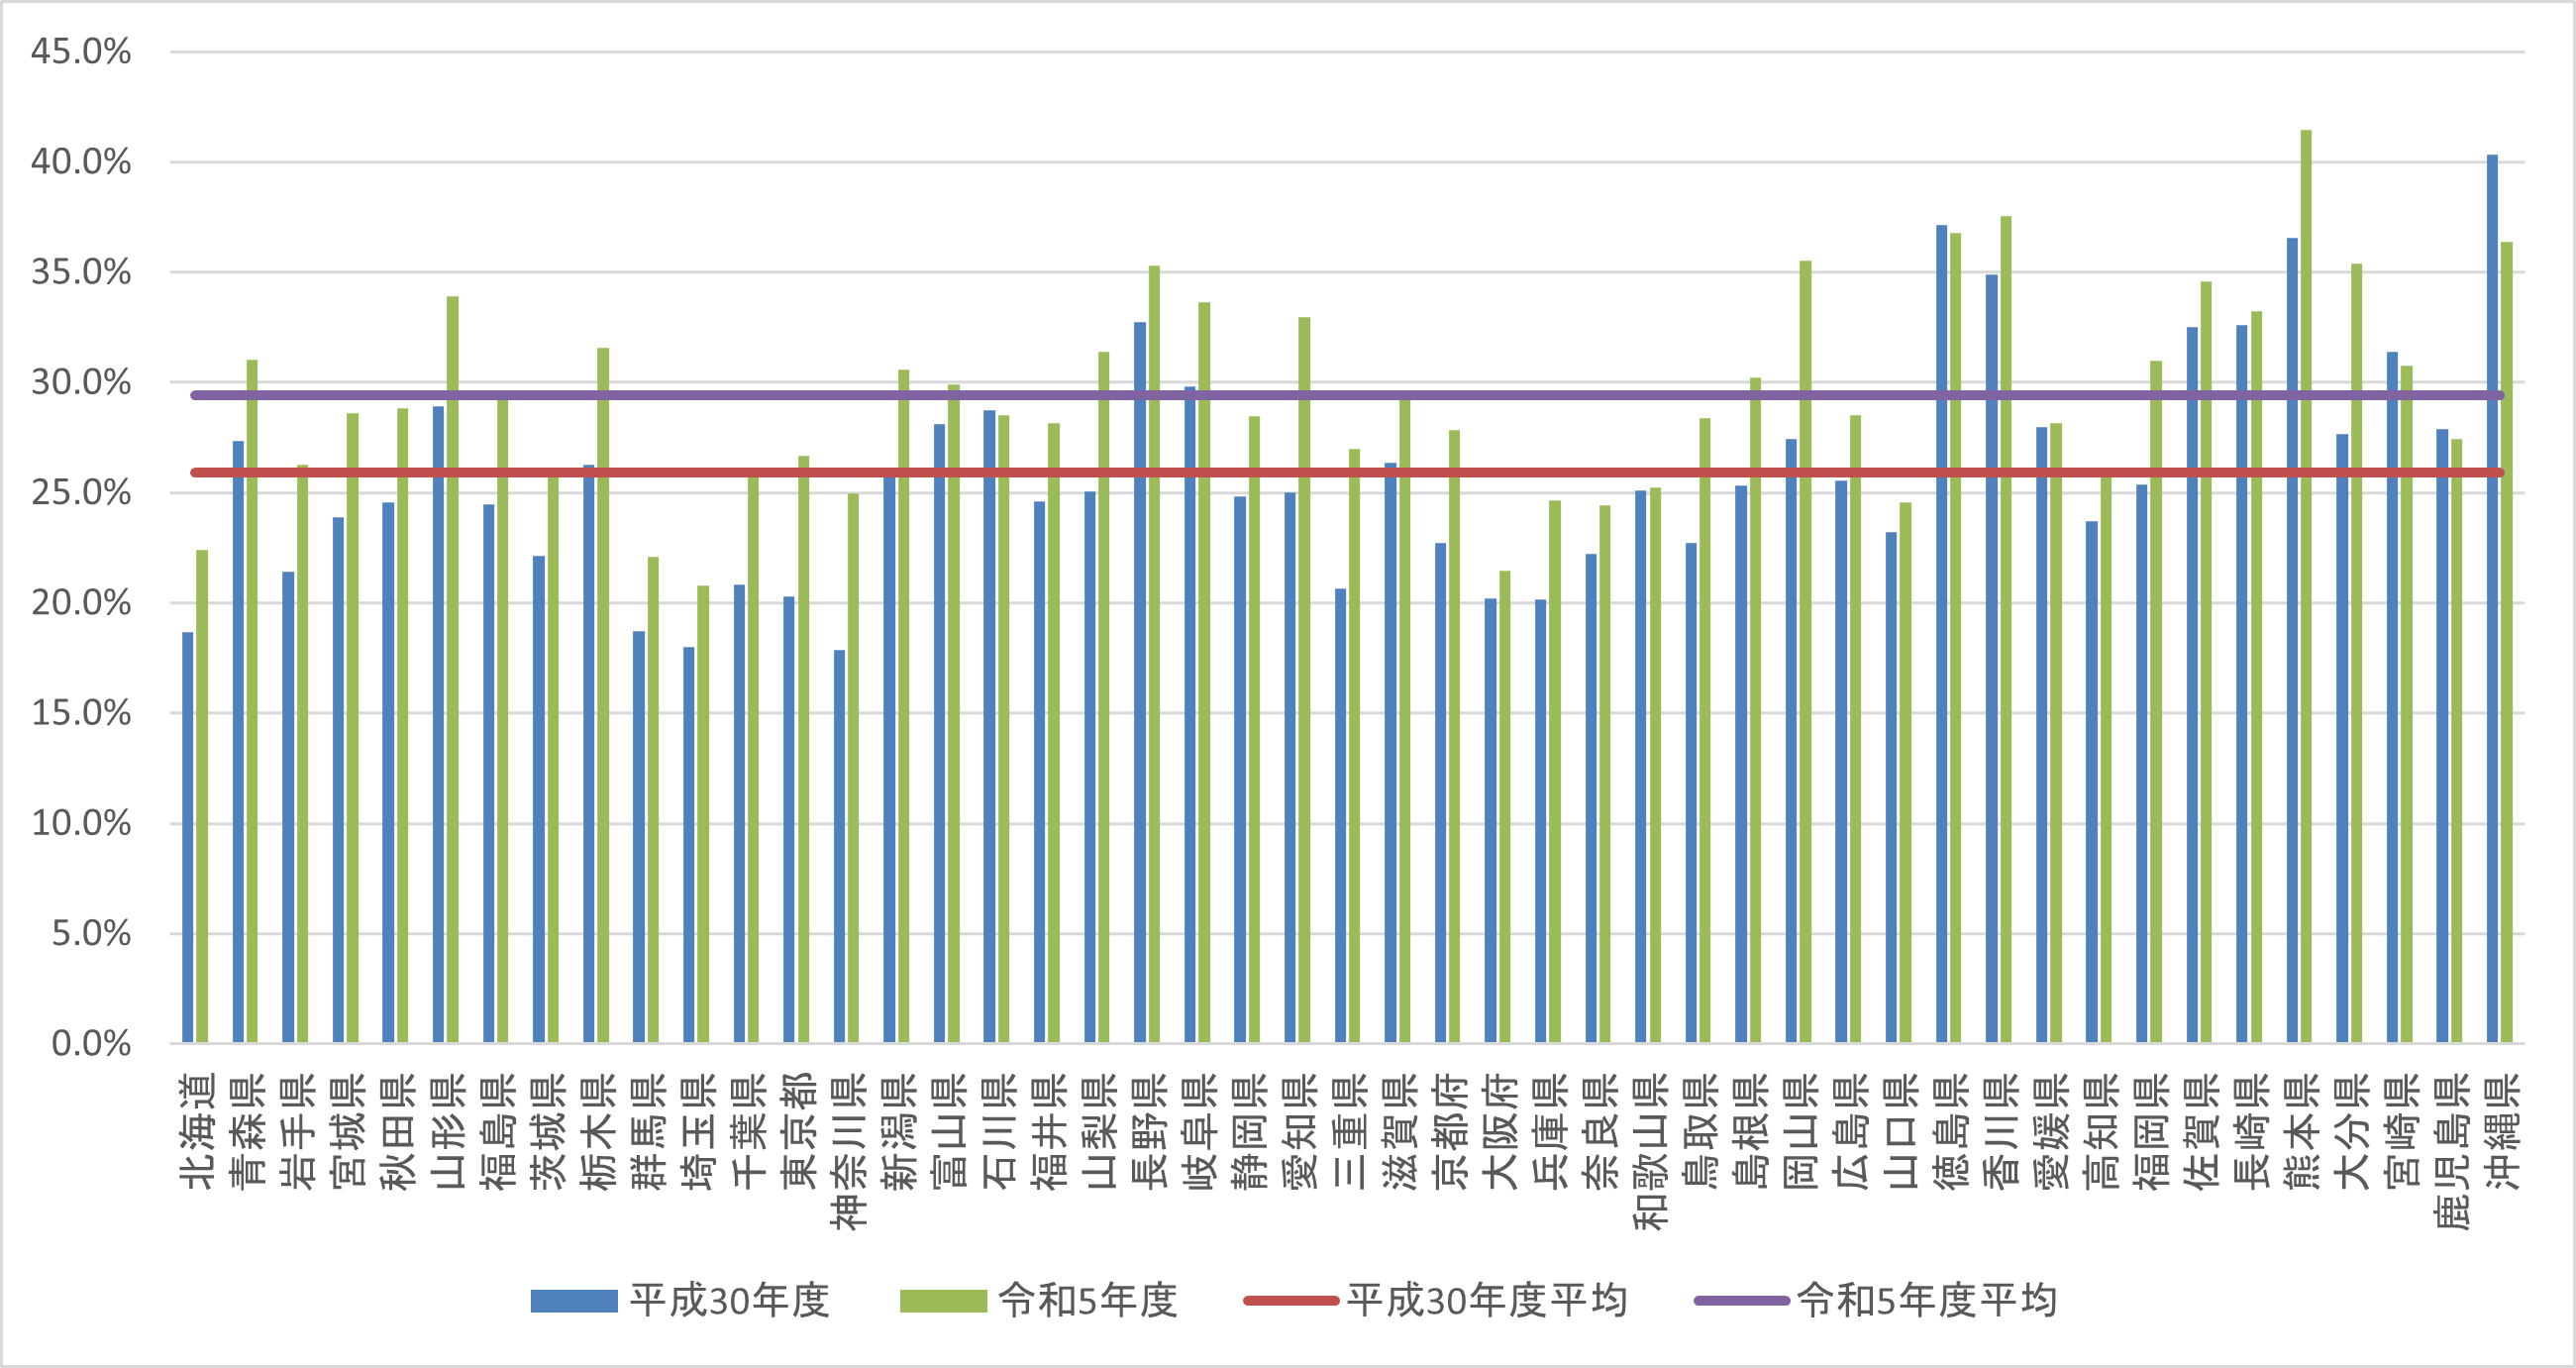 45.0%
40.0%
35.0%
30.0%
25.0%
20.0%
15.0%
10.0%
5.0%
0.0%
北海道
青森県
岩手県
宮城県
秋田県
山形県
福島県
茨城県
栃木県
群馬県
埼玉県
千葉県
東京都
神奈川県
新潟県
富山県
石川県
福井県
山梨県
長野県
岐阜県
静岡県
愛知県
三重県
滋賀県
京都府
大阪府
兵庫県
奈良県
和歌山県
鳥取県
島根県
岡山県
広島県
山口県
徳島県
香川県
愛媛県
高知県
福岡県
佐賀県
長崎県
熊本県
大分県
宮崎県
鹿児島県
沖縄県
平成30年度
令和5年度
平成30年度平均
令和5年度平均